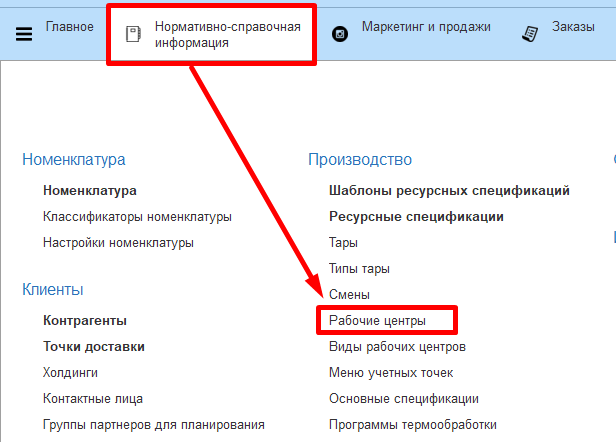 Главное
Нормативно-справочная
информация
Маркетинг и продажи
Заказы
Номенклатура
Номенклатура
Классификаторы номенклатуры
Настройки номенклатуры
Клиенты
Контрагенты
Точки доставки
Холдинги
Контактные лица
Группы партнеров для планирования
Производство
Шаблоны ресурсных спецификаций
Ресурсные спецификации
Тары
Типы тары
Смены
Рабочие центры
Виды рабочих центров
Меню учетных точек
Основные спецификации
Программы термообработки